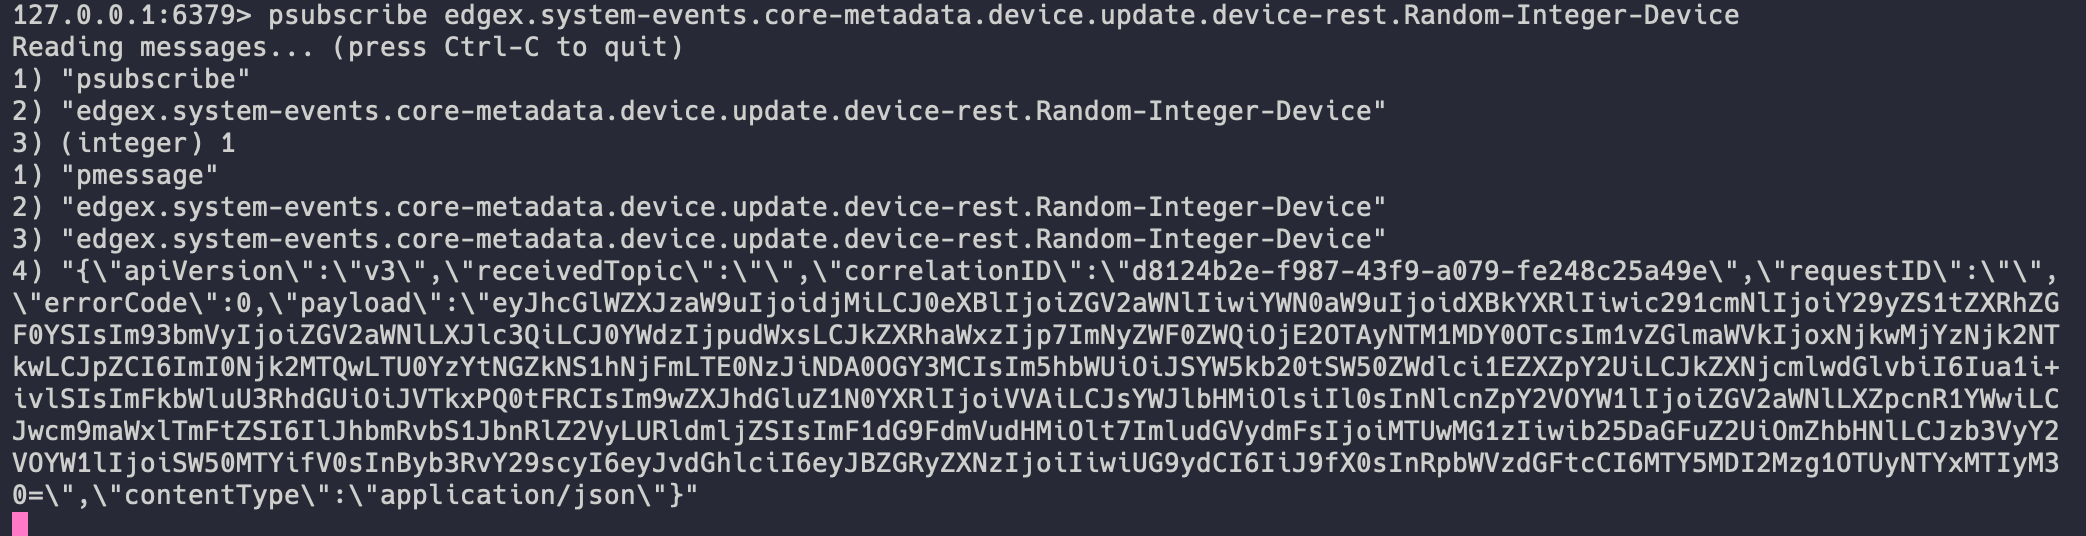 127.0.0.1:6379> psubscribe edgex.system-events.core-metadata.device.update.device-rest.Random-Integer-Device
Reading messages... (press Ctrl-C to quit)
1) "psubscribe"
2) "edgex.system-events.core-metadata.device.update.device-rest.Random-Integer-Device"
3) (integer) 1
1) "pmessage"
2) "edgex.system-events.core-metadata.device.update.device-rest.Random-Integer-Device"
3) "edgex.system-events.core-metadata.device.update.device-rest.Random-Integer-Device"
4) "{\"apiVersion\":\"v3\",\"receivedTopic\":\"\",\"correlationID\":\"d8124b2e-f987-43f9-a079-fe248c25a49e\",\"requestID\":\"\",
\"errorCode\":0,\"payload\":\"eyJhcGlWZXJzaW9uIjoidjMiLCJ0eXBlIjoiZGV2aWNlIiwiYWN0aW9uIjoidXBkYXRlIiwic291cmNlIjoiY29yZS1tZXRhZG
F0YSIsIm93bmVyIjoiZGV2aWNlLXJlc3QiLCJ0YWdzIjpudWxsLCJkZXRhaWxzIjp7ImNyZWF0ZWQiOjE2OTAyNTM1MDY0OTcsIm1vZGlmaWVkIjoxNjkwMjYzNjk2NT
kwLCJpZCI6ImI0Njk2MTQwLTU0YzYtNGZkNS1hNjFmLTE0NzJiNDA0OGY3MCIsIm5hbWUiOiJSYW5kb20tSW50ZWdlci1EZXZpY2UiLCJkZXNjcmlwdGlvbiI6Iua1i+
ivlSIsImFkbWluU3RhdGUiOiJVTkxPQ0tFRCIsIm9wZXJhdGluZ1N0YXRlIjoiVVAiLCJsYWJlbHMiOlsiIl0sInNlcnZpY2VOYW1lIjoiZGV2aWNlLXZpcnR1YWwiLC
Jwcm9maWxlTmFtZSI6IlJhbmRvbS1JbnRlZ2VyLURldmljZSIsImF1dG9FdmVudHMiOlt7ImludGVydmFsIjoiMTUwMG1zIiwib25DaGFuZ2UiOmZhbHNlLCJzb3VyY2
VOYW1lIjoiSW50MTYifV0sInByb3RvY29scyI6eyJvdGhlciI6eyJBZGRyZXNzIjoiIiwiUG9ydCI6IiJ9fX0sInRpbWVzdGFtcCI6MTY5MDI2Mzg1OTUyNTYxMTIyM3
0=\",\"contentType\":\"application/json\"}"